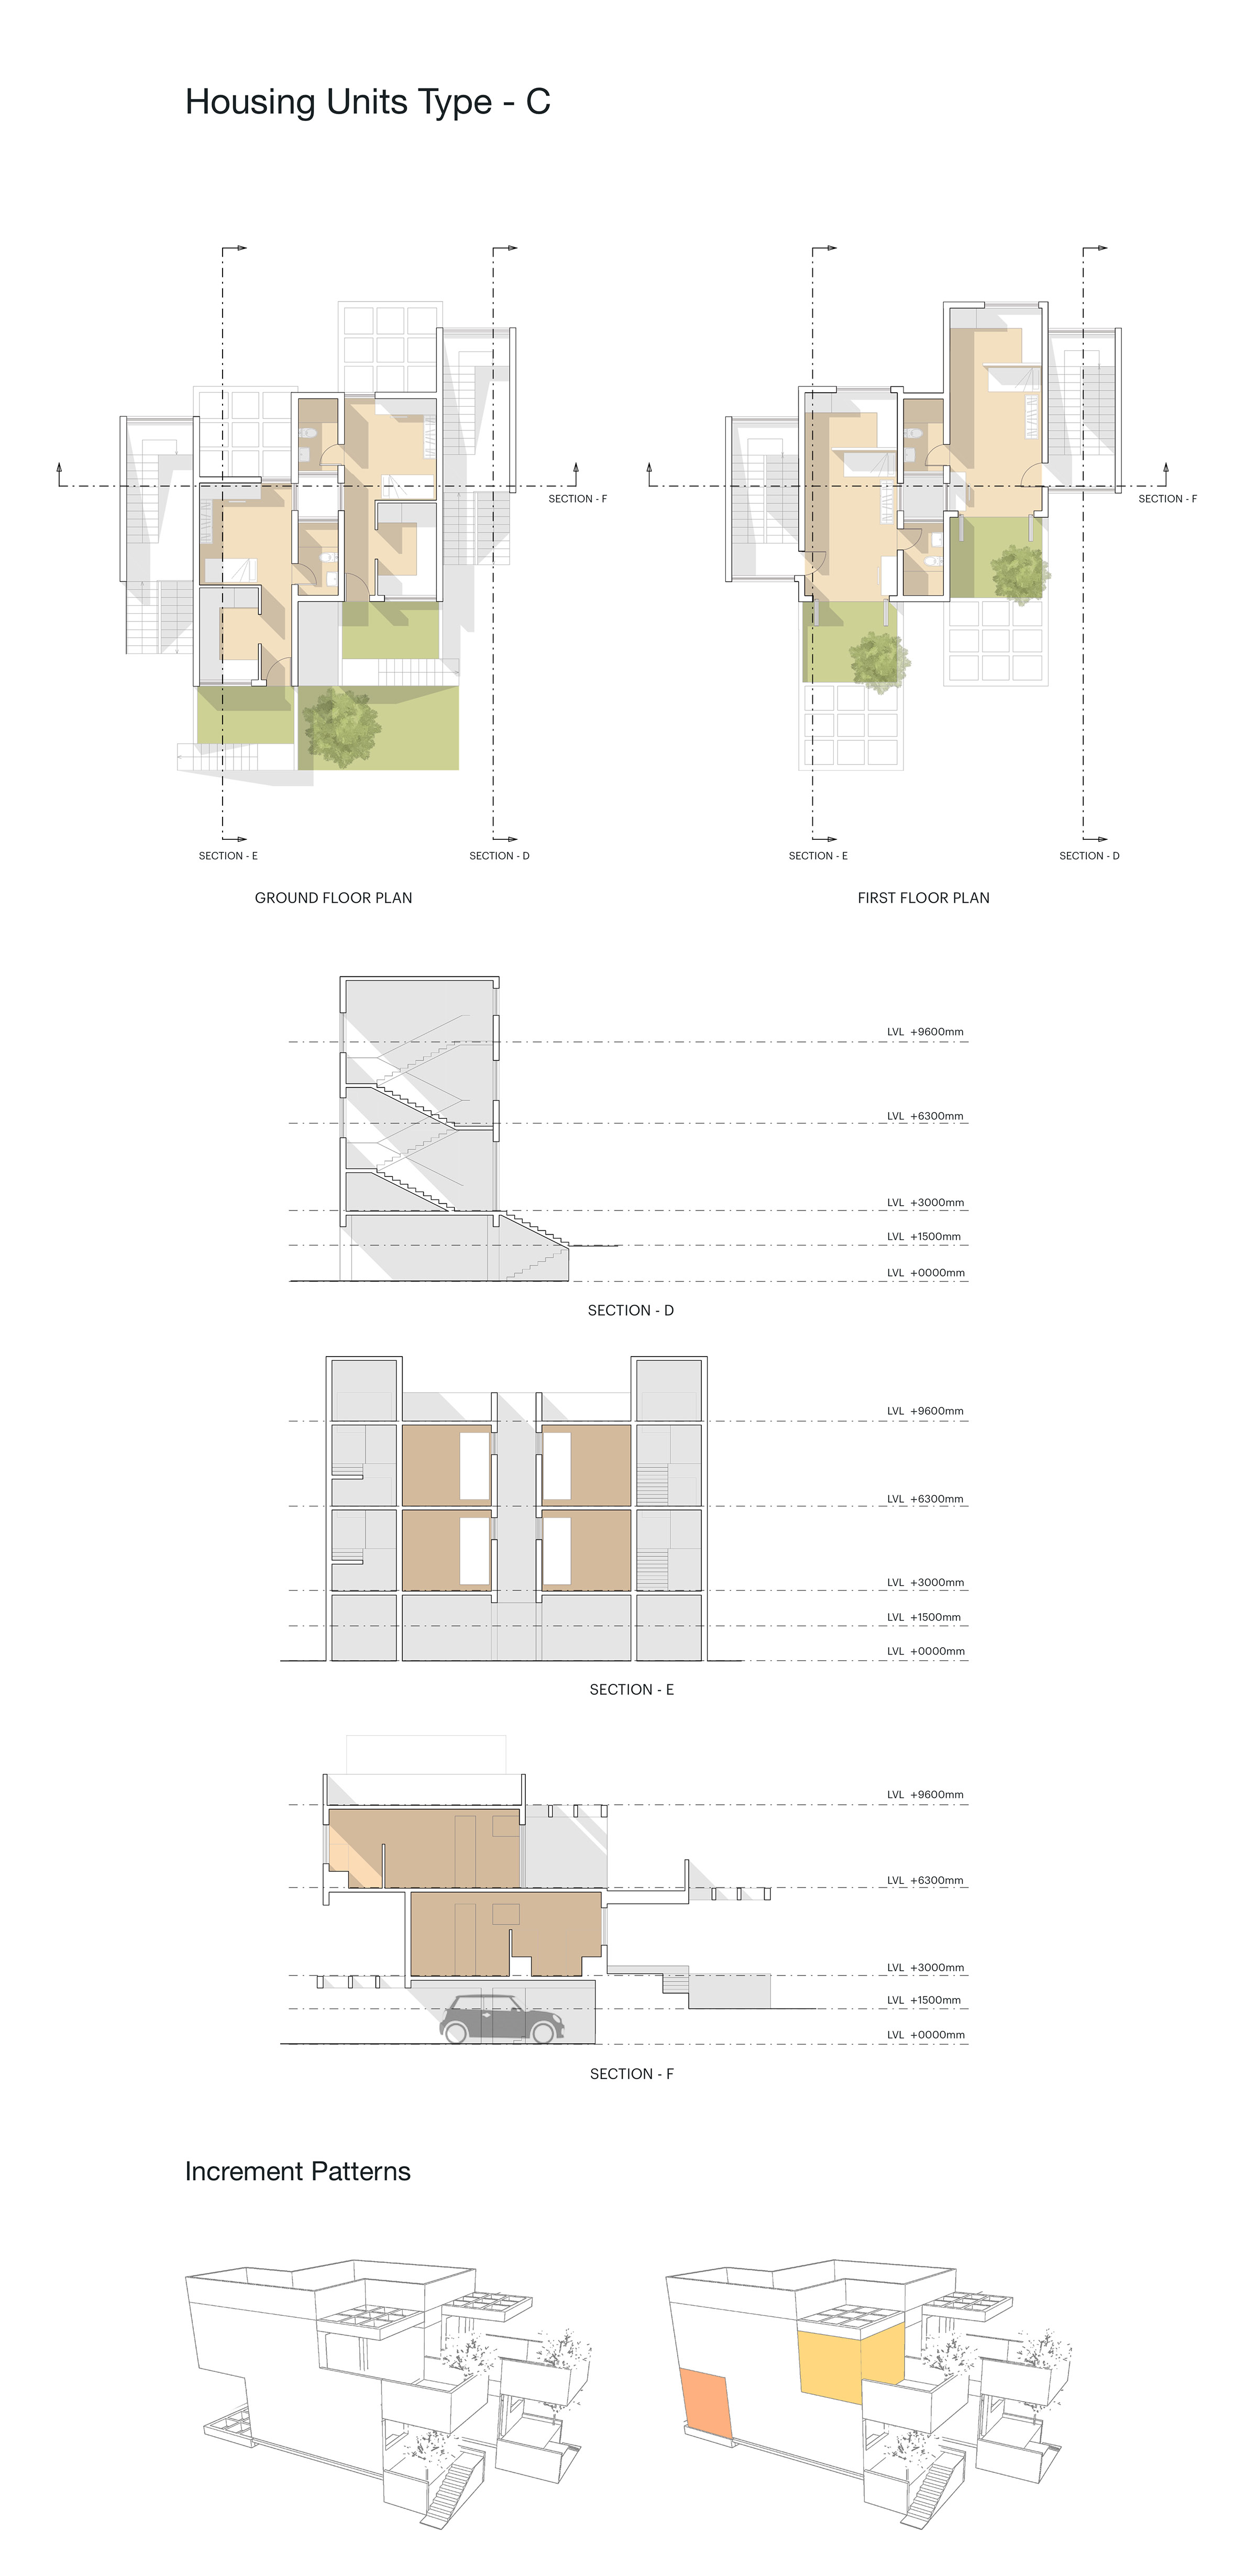 Housing Units Type - C
SECTION - F
SECTION - F
SECTION - E
SECTION - D
SECTION - E
SECTION - D
GROUND FLOOR PLAN
FIRST FLOOR PLAN
LVL +9600mm
LVL +6300mm
LVL +3000mm
LVL +1500mm
LVL +0000mm
SECTION - D
LVL +9600mm
LVL +6300mm
LVL +3000mm
LVL +1500mm
LVL +0000mm
SECTION - E
LVL +9600mm
LVL +6300mm
LVL +3000mm
LVL +1500mm
LVL +0000mm
SECTION - F
Increment Patterns